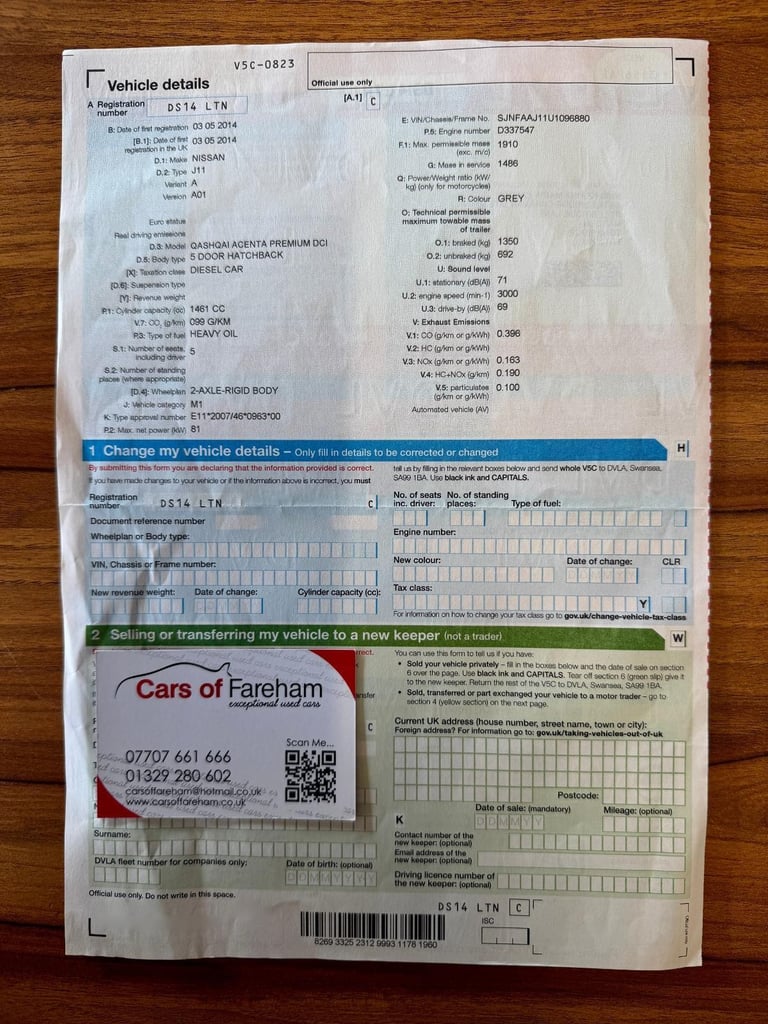 V5C-0823
Vehicle details
Official use only
A Registration number DS14 LTN
[A.1] C
B: Date of first registration 03 05 2014
[B.1]: Date of first registration in the UK 03 05 2014
D.1: Make NISSAN
D.2: Type J11
Variant A
Version A01
Euro status
Real driving emissions
D.3: Model QASHQAI ACENTA PREMIUM DCI
D.5: Body type 5 DOOR HATCHBACK
[X]: Taxation class DIESEL CAR
[D.6]: Suspension type
[Y]: Revenue weight
P.1: Cylinder capacity (cc) 1461 CC
V.7: CO2 (g/km) 099 G/KM
P.3: Type of fuel HEAVY OIL
S.1: Number of seats, including driver 5
S.2: Number of standing places (where appropriate)
[D.4]: Wheelplan 2-AXLE-RIGID BODY
J: Vehicle category M1
K: Type approval number E11*2007/46*0963*00
P.2: Max. net power (kW) 81
E: VIN/Chassis/Frame No. SJNFAAJ11U1096880
P.5: Engine number D337547
F.1: Max. permissible mass (exc. m/c) 1910
G: Mass in service 1486
Q: Power/Weight ratio (kW/kg) (only for motorcycles)
R: Colour GREY
O: Technical permissible maximum towable mass of trailer
O.1: braked (kg) 1350
O.2: unbraked (kg) 692
U: Sound level
U.1: stationary (dB(A)) 71
U.2: engine speed (min-1) 3000
U.3: drive-by (dB(A)) 69
V: Exhaust Emissions
V.1: CO (g/km or g/kWh) 0.396
V.2: HC (g/km or g/kWh)
V.3: NOx (g/km or g/kWh) 0.163
V.4: HC+NOx (g/km) 0.190
V.5: particulates (g/km or g/kWh) 0.100
Automated vehicle (AV)
1 Change my vehicle details – Only fill in details to be corrected or changed
H
By submitting this form you are declaring that the information provided is correct.
If you have made changes to your vehicle or if the information above is incorrect, you must
tell us by filling in the relevant boxes below and send whole V5C to DVLA, Swansea,
SA99 1BA. Use black ink and CAPITALS.
Registration number DS14 LTN C
Document reference number
Wheelplan or Body type:
VIN, Chassis or Frame number:
New revenue weight: Date of change: Cylinder capacity (cc):
No. of seats inc. driver: No. of standing places: Type of fuel:
Engine number:
New colour: Date of change: CLR
Tax class:
Y
For information on how to change your tax class go to gov.uk/change-vehicle-tax-class
2 Selling or transferring my vehicle to a new keeper (not a trader)
W
You can use this form to tell us if you have:
• Sold your vehicle privately – fill in the boxes below and the date of sale on section
6 over the page. Use black ink and CAPITALS. Tear off section 6 (green slip) give it
to the new keeper. Return the rest of the V5C to DVLA, Swansea, SA99 1BA.
• Sold, transferred or part exchanged your vehicle to a motor trader – go to
section 4 (yellow section) on the next page.
C
Cars of Fareham
exceptional used cars
Scan Me...
07707 661 666
01329 280 602
carsoffareham@hotmail.co.uk
www.carsoffareham.co.uk
Current UK address (house number, street name, town or city):
Foreign address? For information go to: gov.uk/taking-vehicles-out-of-uk
Postcode:
Date of sale: (mandatory) Mileage: (optional)
K
D D M M Y Y
Contact number of the new keeper: (optional)
Email address of the new keeper: (optional)
Driving licence number of the new keeper: (optional)
Surname:
DVLA fleet number for companies only: Date of birth: (optional)
D D M M Y Y Y Y
Official use only. Do not write in this space.
DS14 LTN C
ISC
8269 3325 2312 9993 1178 1960